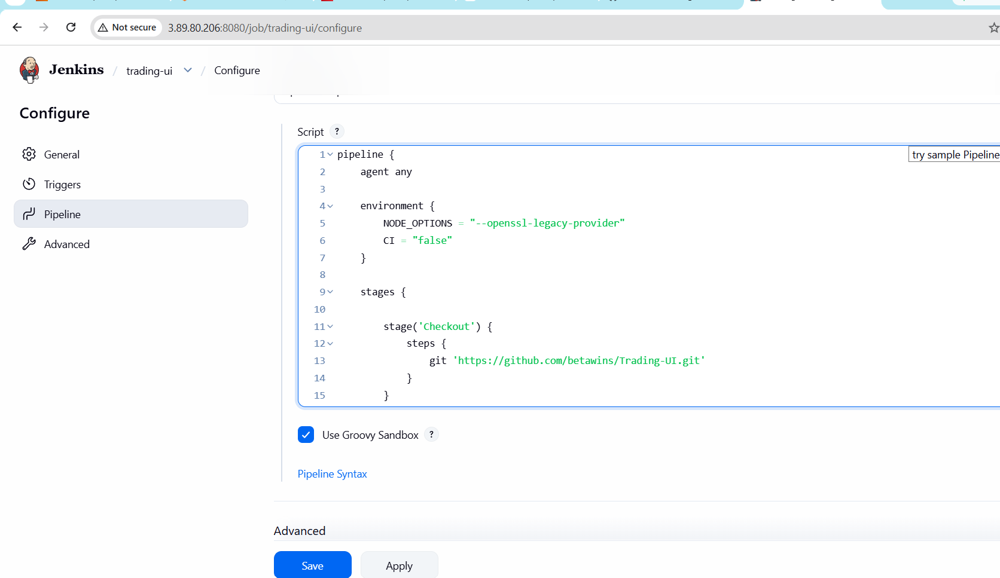 Not secure 3.89.80.206:8080/job/trading-ui/configure
Jenkins / trading-ui / Configure
Configure
General
Triggers
Pipeline
Advanced
Script ?
try sample Pipeline
1 pipeline {
2     agent any
3
4     environment {
5         NODE_OPTIONS = "--openssl-legacy-provider"
6         CI = "false"
7     }
8
9     stages {
10
11         stage('Checkout') {
12             steps {
13                 git 'https://github.com/betawins/Trading-UI.git'
14             }
15         }
Use Groovy Sandbox ?
Pipeline Syntax
Advanced
Save Apply